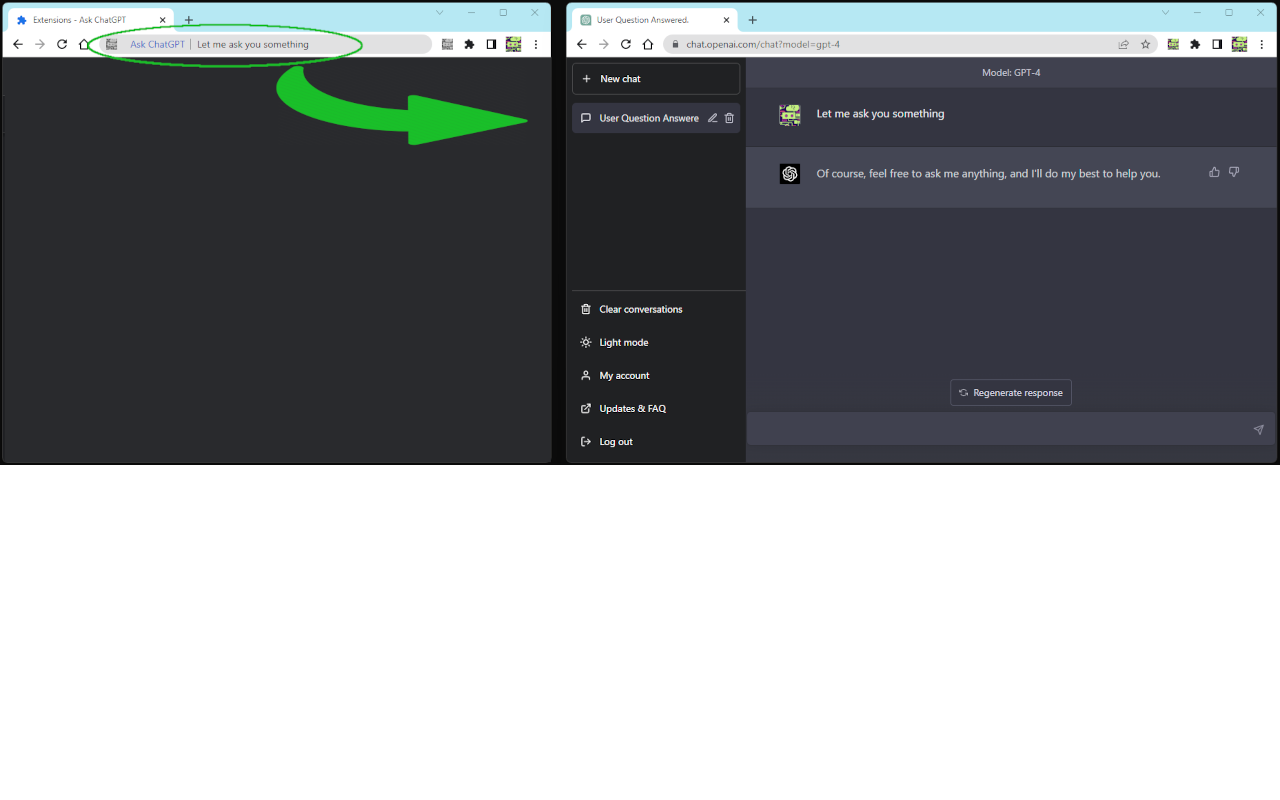 Extensions - Ask ChatGPT
Ask ChatGPT | Let me ask you something
User Question Answered.
chat.openai.com/chat?model=gpt-4
New chat
User Question Answere
Clear conversations
Light mode
My account
Updates & FAQ
Log out
Model: GPT-4
Let me ask you something
Of course, feel free to ask me anything, and I'll do my best to help you.
Regenerate response